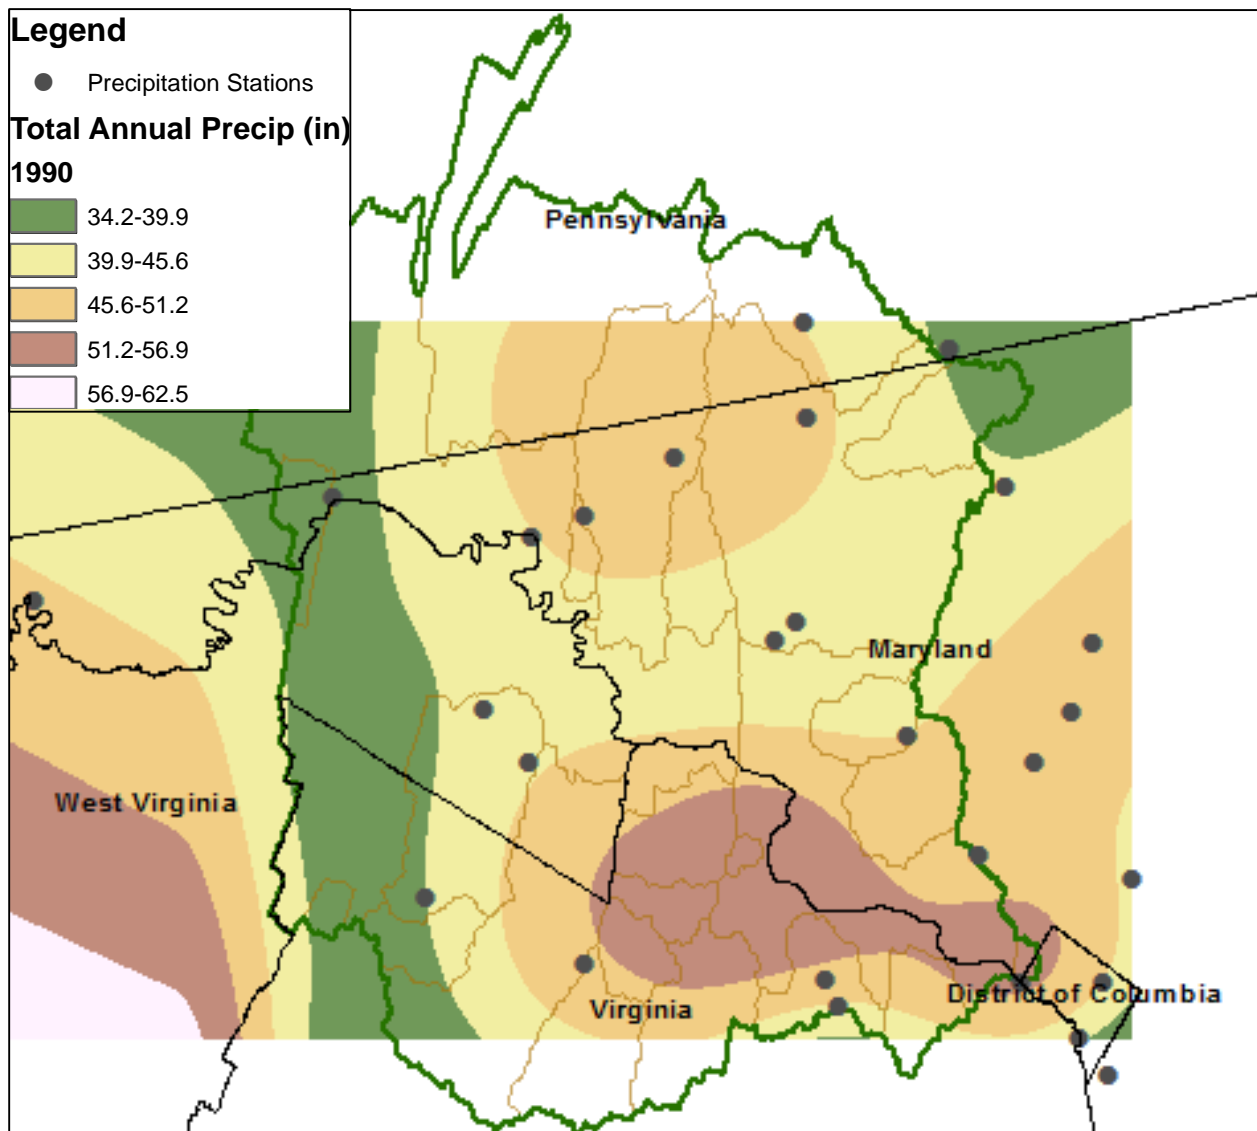 Legend
Precipitation Stations
Total Annual Precip (in)
1990
34.2-39.9
39.9-45.6
45.6-51.2
51.2-56.9
56.9-62.5
Pennsylvania
Maryland
West Virginia
District of Columbia
Virginia